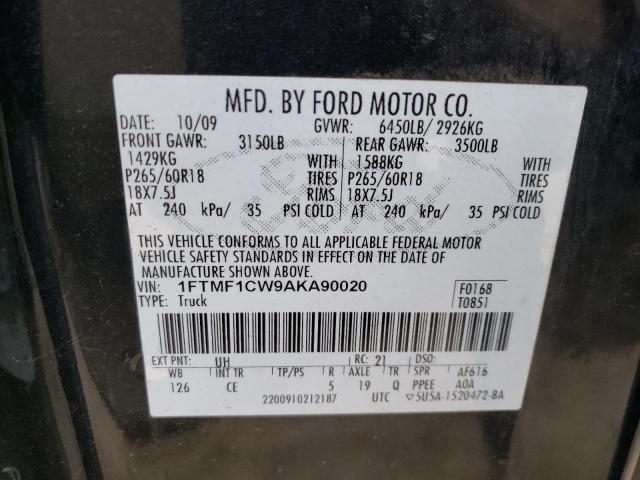 MFD. BY FORD MOTOR CO.
DATE: 10/09 GVWR: 6450LB/ 2926KG
FRONT GAWR: 3150LB REAR GAWR: 3500LB
1429KG WITH 1588KG WITH
P265/60R18 TIRES P265/60R18 TIRES
18X7.5J RIMS 18X7.5J RIMS
AT 240 kPa/ 35 PSI COLD AT 240 kPa/ 35 PSI COLD
THIS VEHICLE CONFORMS TO ALL APPLICABLE FEDERAL MOTOR
VEHICLE SAFETY STANDARDS IN EFFECT ON THE DATE OF
MANUFACTURE SHOWN ABOVE.
VIN: 1FTMF1CW9AKA90020 F0168
TYPE: Truck T0851
EXT PNT: UH RC: 21 DSO:
WB INT TR TP/PS R AXLE TR SPR AF616
126 CE 5 19 Q PPEE A0A
2200910212187 UTC ▽5U5A-1520472-BA